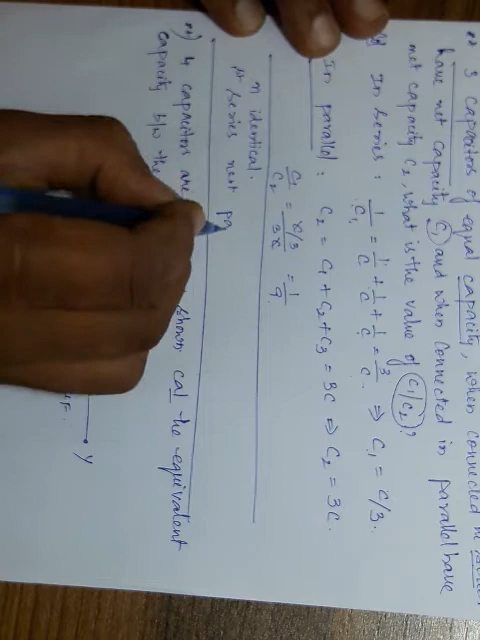 3 capacitors of equal capacity, when connected in series
have net capacity C1 and when connected in parallel have
net capacity C2, what is the value of C1/C2?
In series : 1/C1 = 1/C + 1/C + 1/C = 3/C ⇒ C1 = C/3.
In parallel : C2 = C1 + C2 + C3 = 3C ⇒ C2 = 3C.
C1/C2 = x/3/3x = 1/9
n identical
series next
4 capacitors are shown cal the equivalent
capacity b/w the
Y